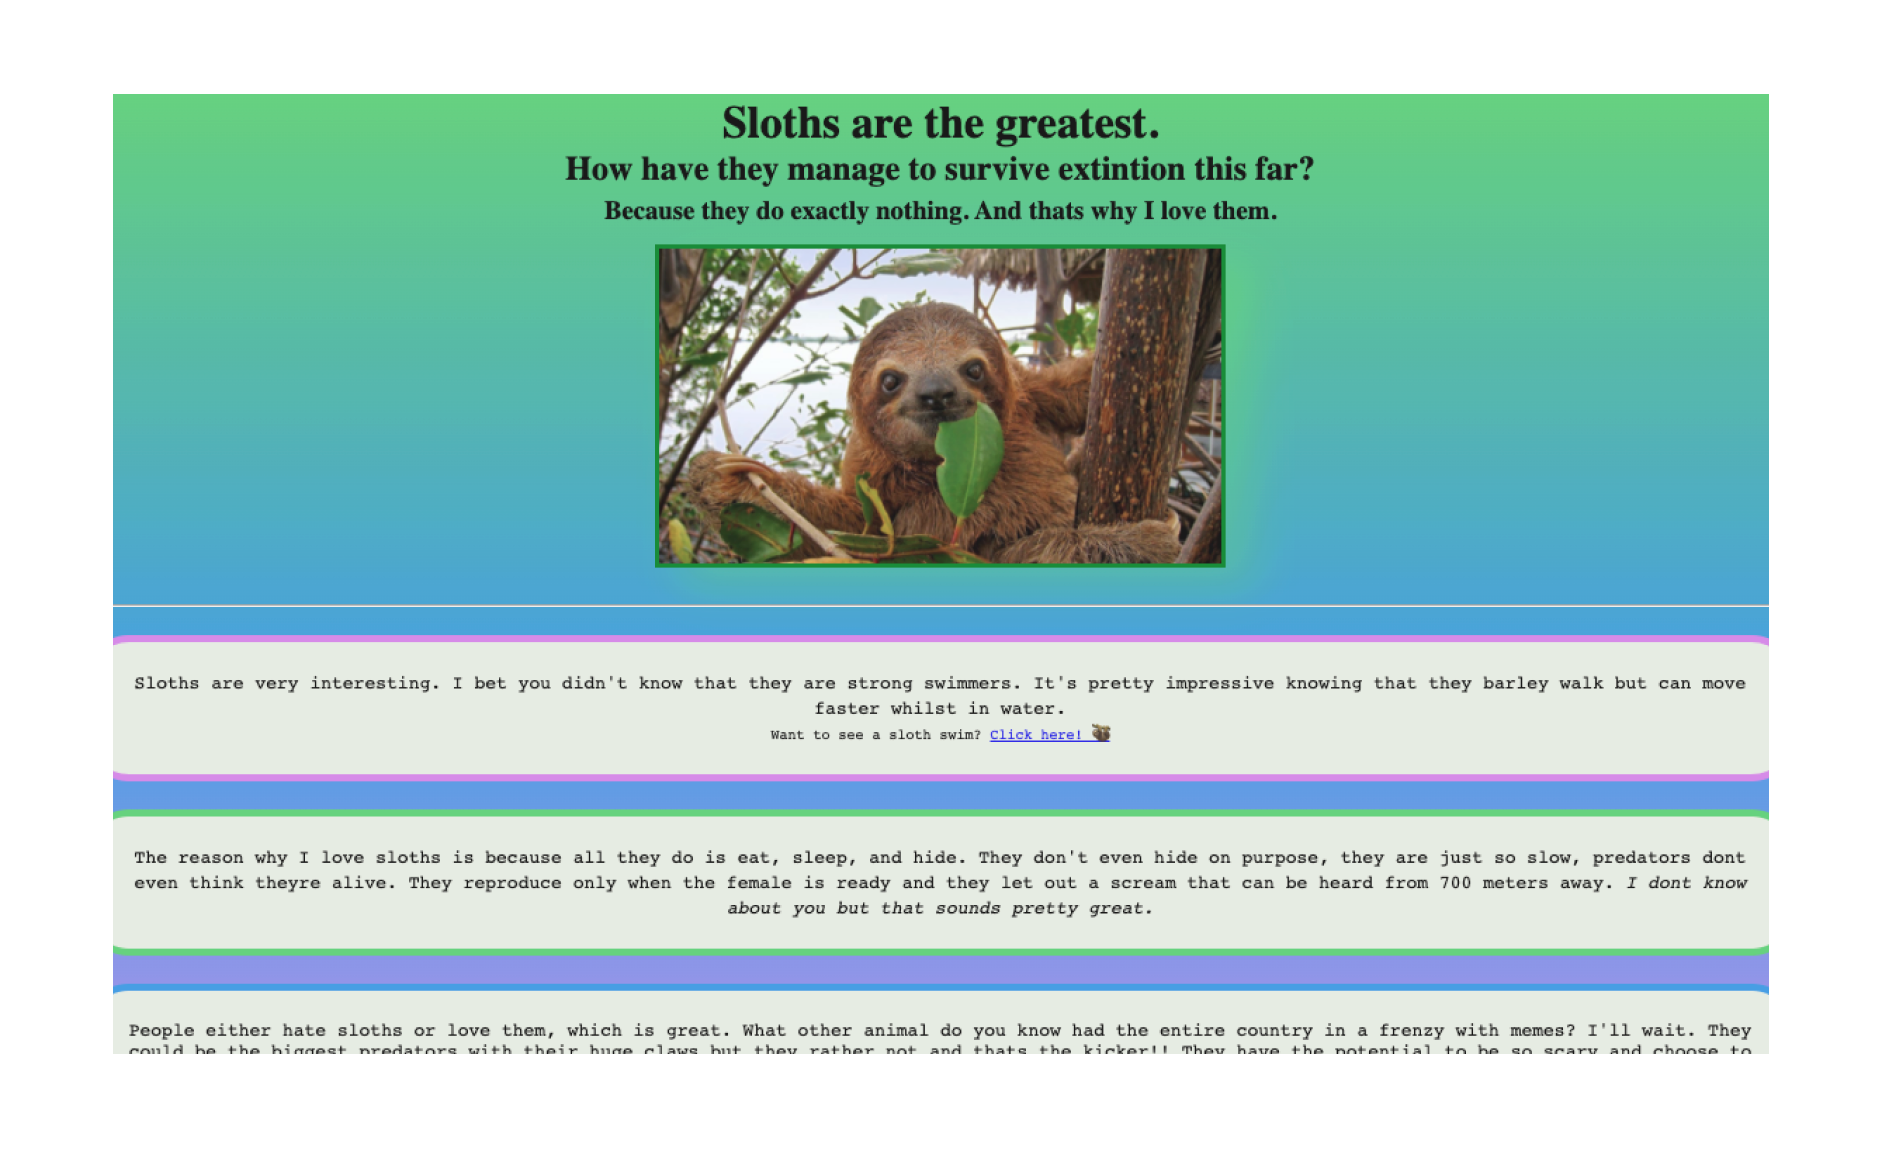 Sloths are the greatest.
How have they manage to survive extintion this far?
Because they do exactly nothing. And thats why I love them.
Sloths are very interesting. I bet you didn't know that they are strong swimmers. It's pretty impressive knowing that they barley walk but can move
faster whilst in water.
Want to see a sloth swim? Click here! 🦥
The reason why I love sloths is because all they do is eat, sleep, and hide. They don't even hide on purpose, they are just so slow, predators dont
even think theyre alive. They reproduce only when the female is ready and they let out a scream that can be heard from 700 meters away. I dont know
about you but that sounds pretty great.
People either hate sloths or love them, which is great. What other animal do you know had the entire country in a frenzy with memes? I'll wait. They
could be the biggest predators with their huge claws but they rather not and thats the kicker!! They have the potential to be so scary and choose to